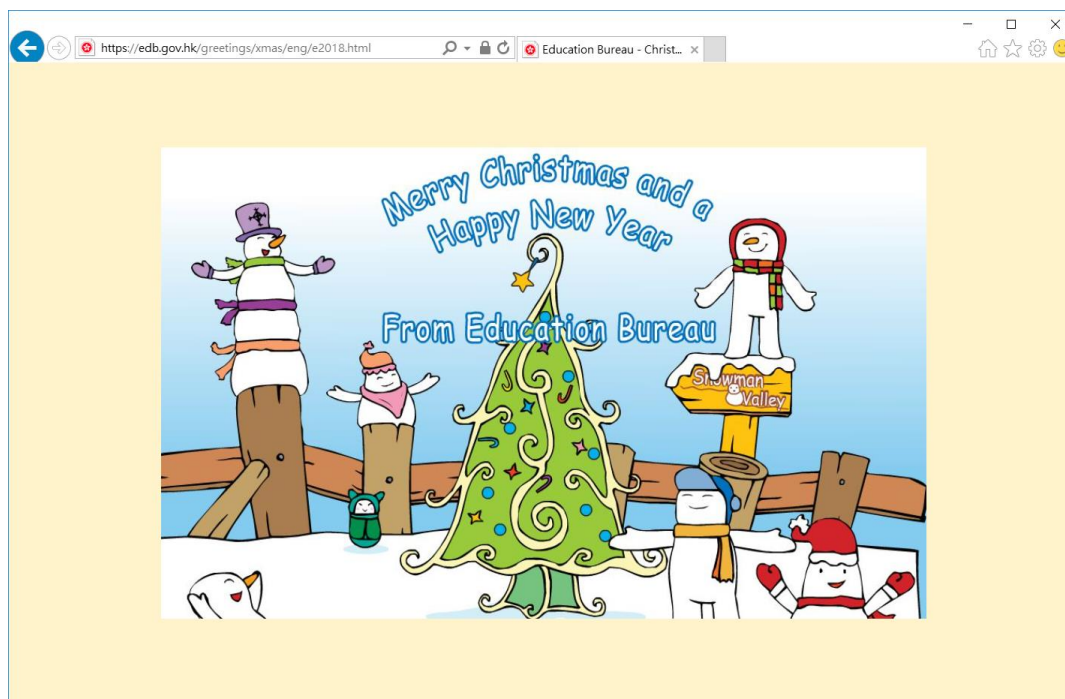 https://edb.gov.hk/greetings/xmas/eng/e2018.html
Education Bureau - Christ...
Merry Christmas and a
Happy New Year
From Education Bureau
Snowman
Valley